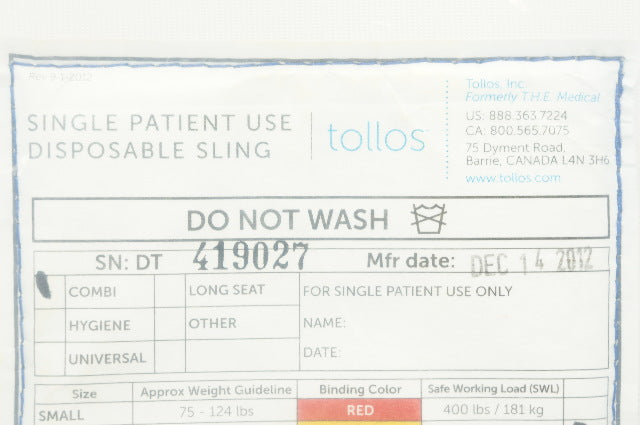 Rev 9-1-2012
SINGLE PATIENT USE
DISPOSABLE SLING
tollos
Tollos, Inc.
Formerly T.H.E. Medical
US: 888.363.7224
CA: 800.565.7075
75 Dyment Road,
Barrie, CANADA L4N 3H6
www.tollos.com
DO NOT WASH
SN: DT 419027 Mfr date: DEC 14 2012
COMBI LONG SEAT FOR SINGLE PATIENT USE ONLY
HYGIENE OTHER NAME:
UNIVERSAL DATE:
Size Approx Weight Guideline Binding Color Safe Working Load (SWL)
SMALL 75 - 124 lbs RED 400 lbs / 181 kg